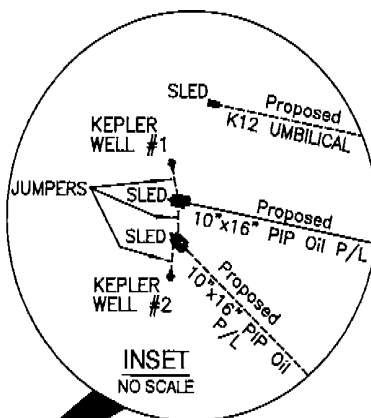 SLED
Proposed
K12 UMBILICAL
KEPLER
WELL #1
JUMPERS
SLED
Proposed
10"x16" PIP Oil P/L
SLED
Proposed
10"x16" PIP Oil
P/L
KEPLER
WELL #2
INSET
NO SCALE